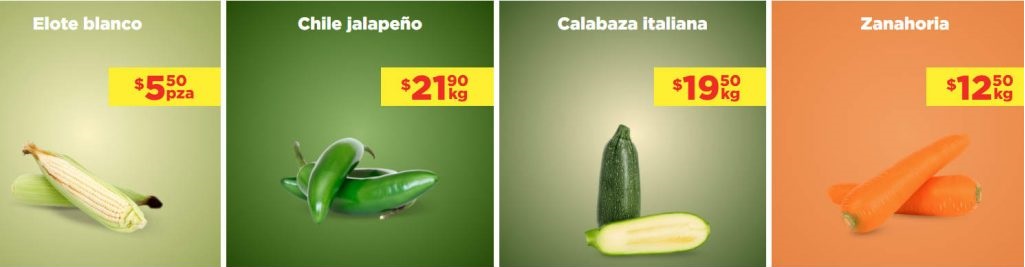 Elote blanco
$5.50 pza
Chile jalapeño
$21.90 kg
Calabaza italiana
$19.50 kg
Zanahoria
$12.50 kg